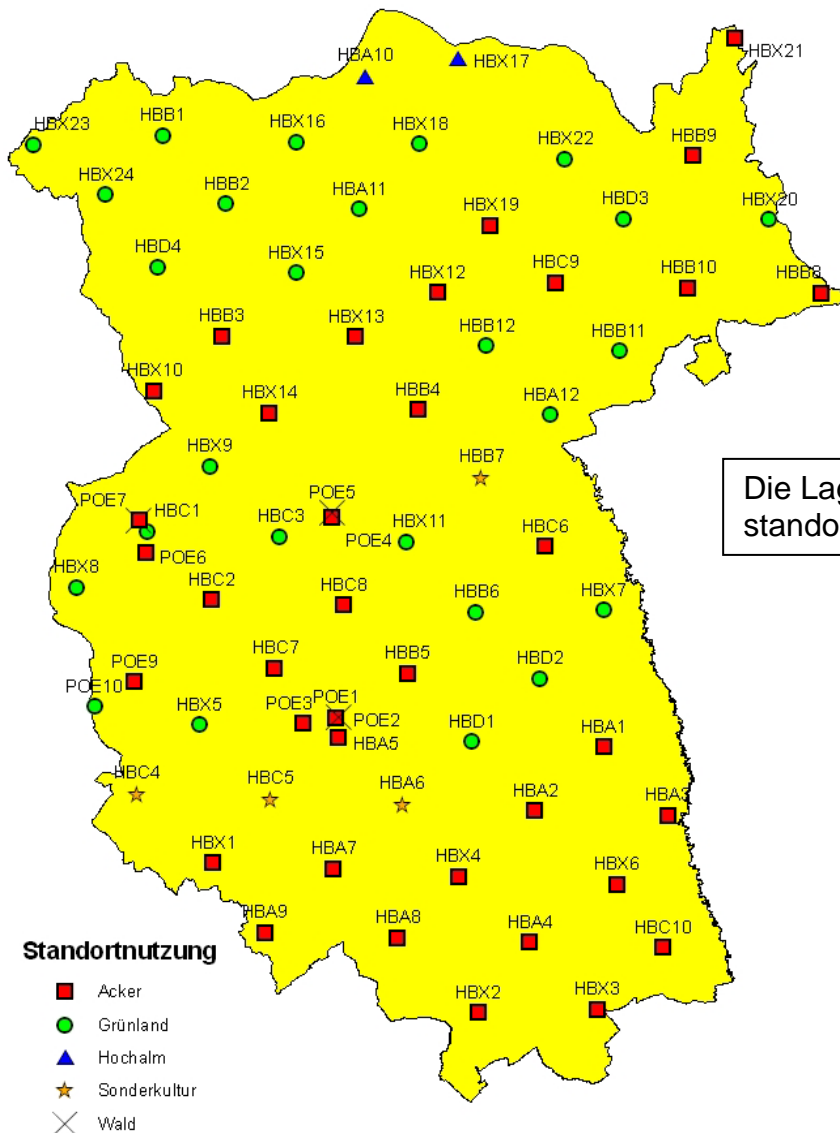 HBA10
HBX17
HBX21
HBX23
HBB1
HBX16
HBX18
HBX22
HBB9
HBX24
HBB2
HBA11
HBX19
HBD3
HBX20
HBD4
HBX15
HBX12
HBC9
HBB10
HBB8
HBB3
HBX13
HBB12
HBB11
HBX10
HBX14
HBB4
HBA12
HBX9
HBB7
Die Lag
standor
POE7
HBC1
POE5
POE4
HBC3
HBX11
HBC6
POE6
HBX8
HBC2
HBC8
HBB6
HBX7
POE9
HBC7
HBB5
HBD2
POE10
HBX5
POE3
POE1
POE2
HBA5
HBD1
HBA1
HBC4
HBC5
HBA6
HBA2
HBA3
HBX1
HBA7
HBX4
HBX6
HBA9
HBA8
HBA4
HBC10
HBX2
HBX3
Standortnutzung
Acker
Grünland
Hochalm
Sonderkultur
Wald